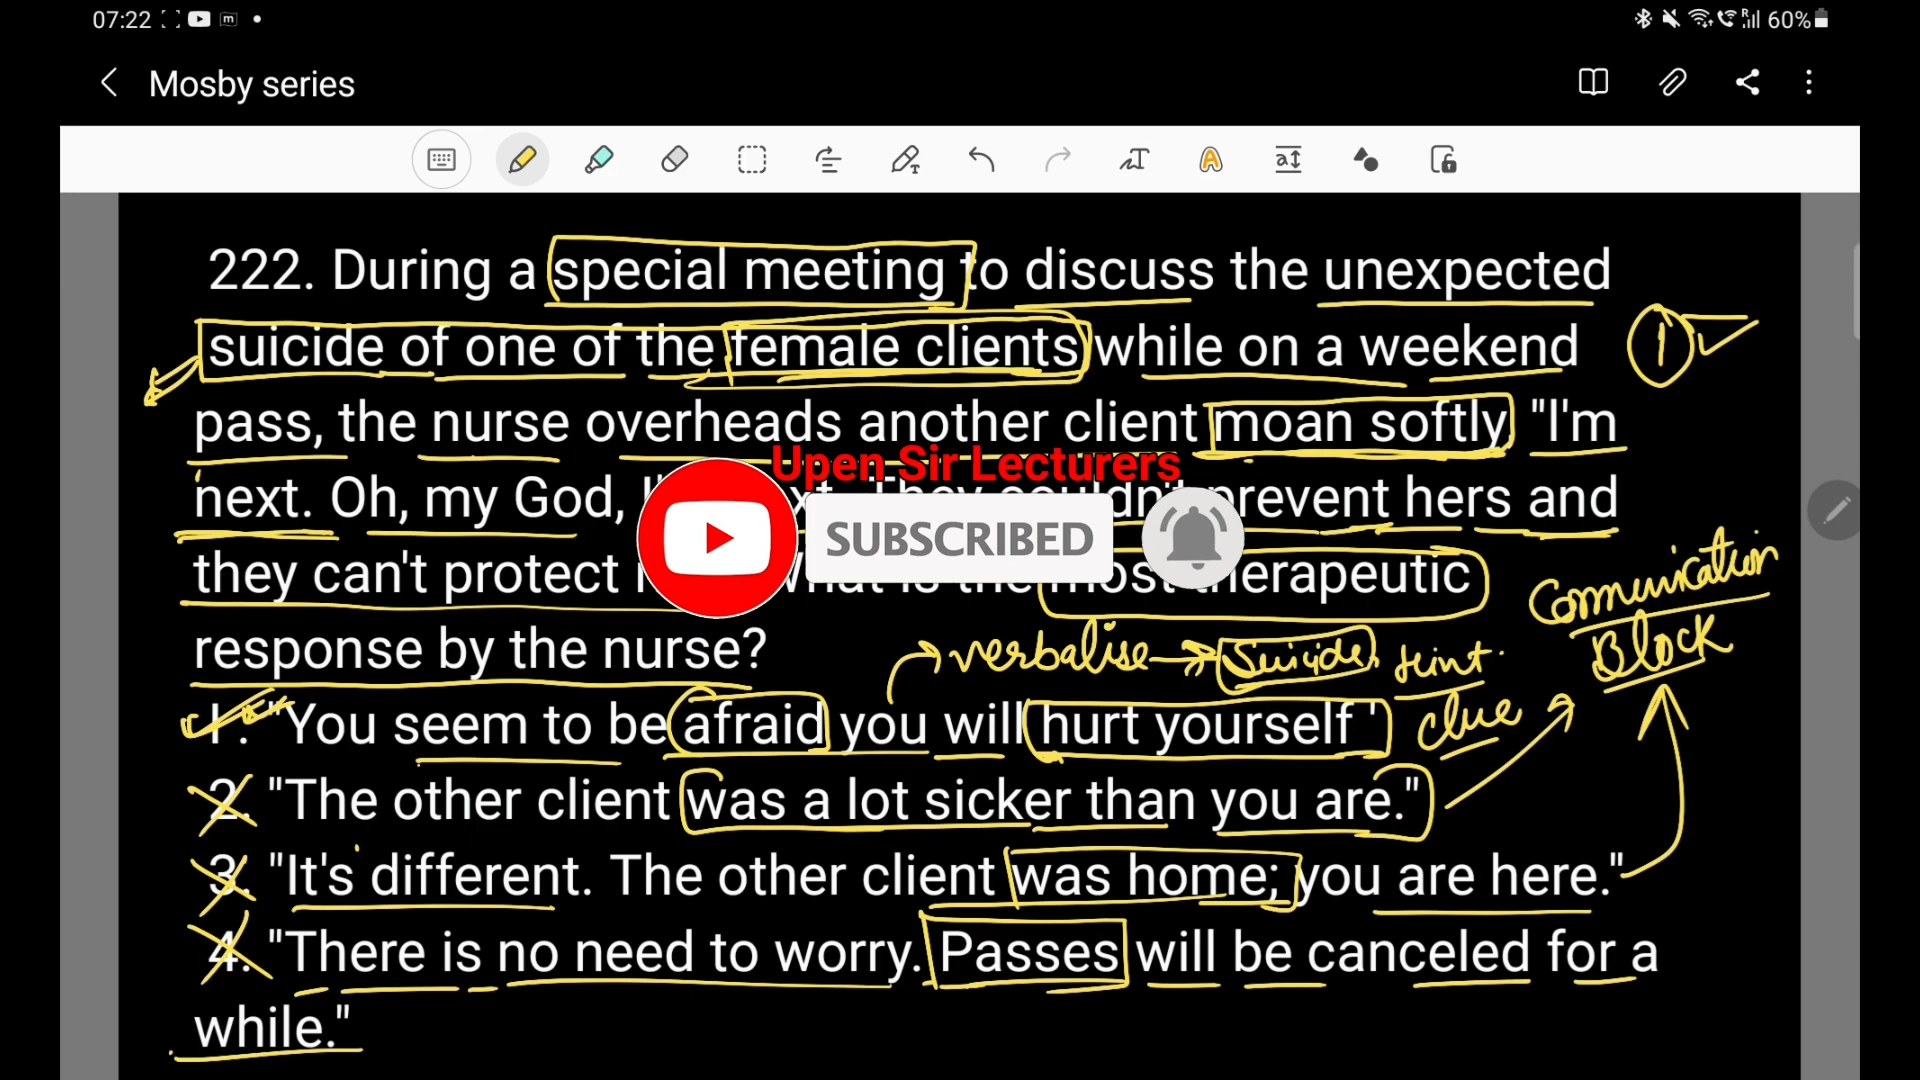 07:22
60%
Mosby series
222. During a special meeting to discuss the unexpected
suicide of one of the female clients while on a weekend
1
pass, the nurse overheads another client moan softly, "I'm
Upen Sir Lecturers
next. Oh, my God, prevent hers and
SUBSCRIBED
they can't protect the most therapeutic
Communication
Block
response by the nurse?
verbalise suicide hint
clue
1. "You seem to be afraid you will hurt yourself '
2. "The other client was a lot sicker than you are."
3. "It's different. The other client was home; you are here."
4. "There is no need to worry. Passes will be canceled for a
while."